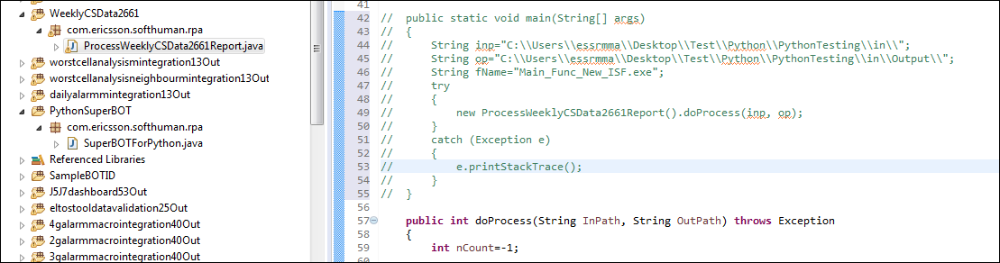 WeeklyCSData2661
com.ericsson.softhuman.rpa
ProcessWeeklyCSData2661Report.java
worstcellanalysismintegration13Out
worstcellanalysisneighbourmintegration13Out
dailyalarmmintegration13Out
PythonSuperBOT
com.ericsson.softhuman.rpa
SuperBOTForPython.java
Referenced Libraries
SampleBOTID
J5J7dashboard53Out
eltostooldatavalidation25Out
4galarmmacrointegration40Out
2galarmmacrointegration40Out
3galarmmacrointegration40Out
41
42 // public static void main(String[] args)
43 // {
44 // String inp="C:\\Users\\essrmma\\Desktop\\Test\\Python\\PythonTesting\\in\\";
45 // String op="C:\\Users\\essrmma\\Desktop\\Test\\Python\\PythonTesting\\in\\Output\\";
46 // String fName="Main_Func_New_ISF.exe";
47 // try
48 // {
49 // new ProcessWeeklyCSData2661Report().doProcess(inp, op);
50 // }
51 // catch (Exception e)
52 // {
53 // e.printStackTrace();
54 // }
55 // }
56
57 public int doProcess(String InPath, String OutPath) throws Exception
58 {
59 int nCount=-1;
60